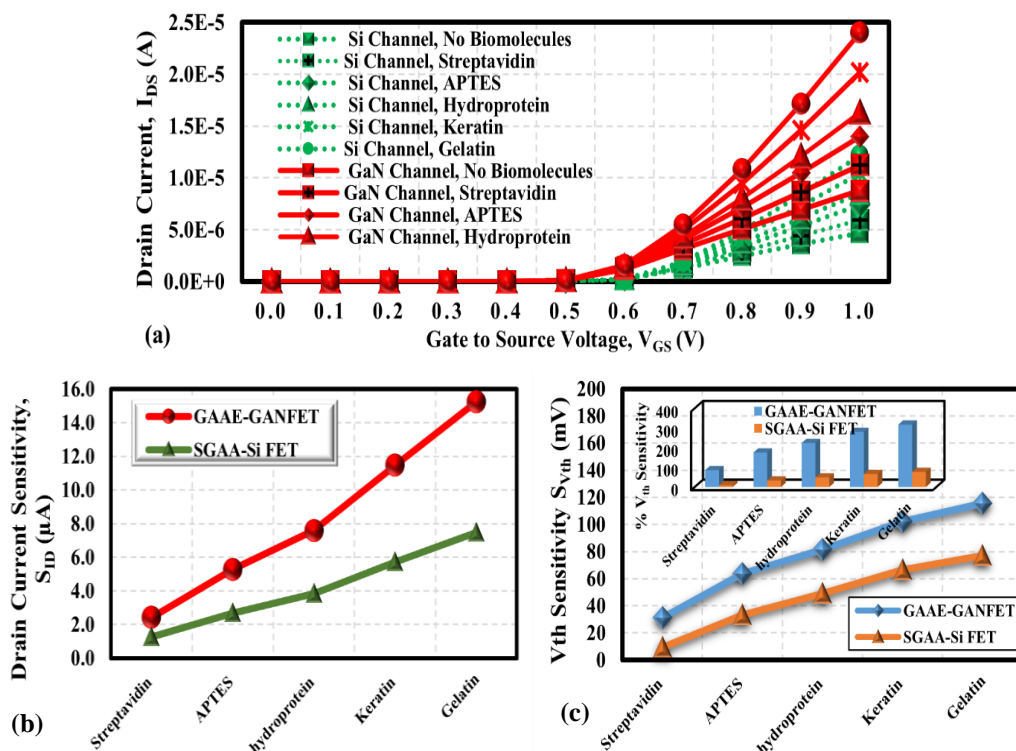 2.5E-5
2.0E-5
1.5E-5
1.0E-5
5.0E-6
0.0E+0
Drain Current, I_DS (A)
Si Channel, No Biomolecules
Si Channel, Streptavidin
Si Channel, APTES
Si Channel, Hydroprotein
Si Channel, Keratin
Si Channel, Gelatin
GaN Channel, No Biomolecules
GaN Channel, Streptavidin
GaN Channel, APTES
GaN Channel, Hydroprotein
0.0 0.1 0.2 0.3 0.4 0.5 0.6 0.7 0.8 0.9 1.0
Gate to Source Voltage, V_GS (V)
(a)
16.0
14.0
12.0
10.0
8.0
6.0
4.0
2.0
0.0
Drain Current Sensitivity,
S_ID (μA)
GAAE-GANFET
SGAA-Si FET
Streptavidin
APTES
hydroprotein
Keratin
Gelatin
(b)
200
180
160
140
120
100
80
60
40
20
0
Vth Sensitivity S_Vth (mV)
400
300
200
100
0
% V_th Sensitivity
GAAE-GANFET
SGAA-Si FET
Streptavidin
APTES
hydroprotein
Keratin
Gelatin
GAAE-GANFET
SGAA-Si FET
Streptavidin
APTES
hydroprotein
Keratin
Gelatin
(c)